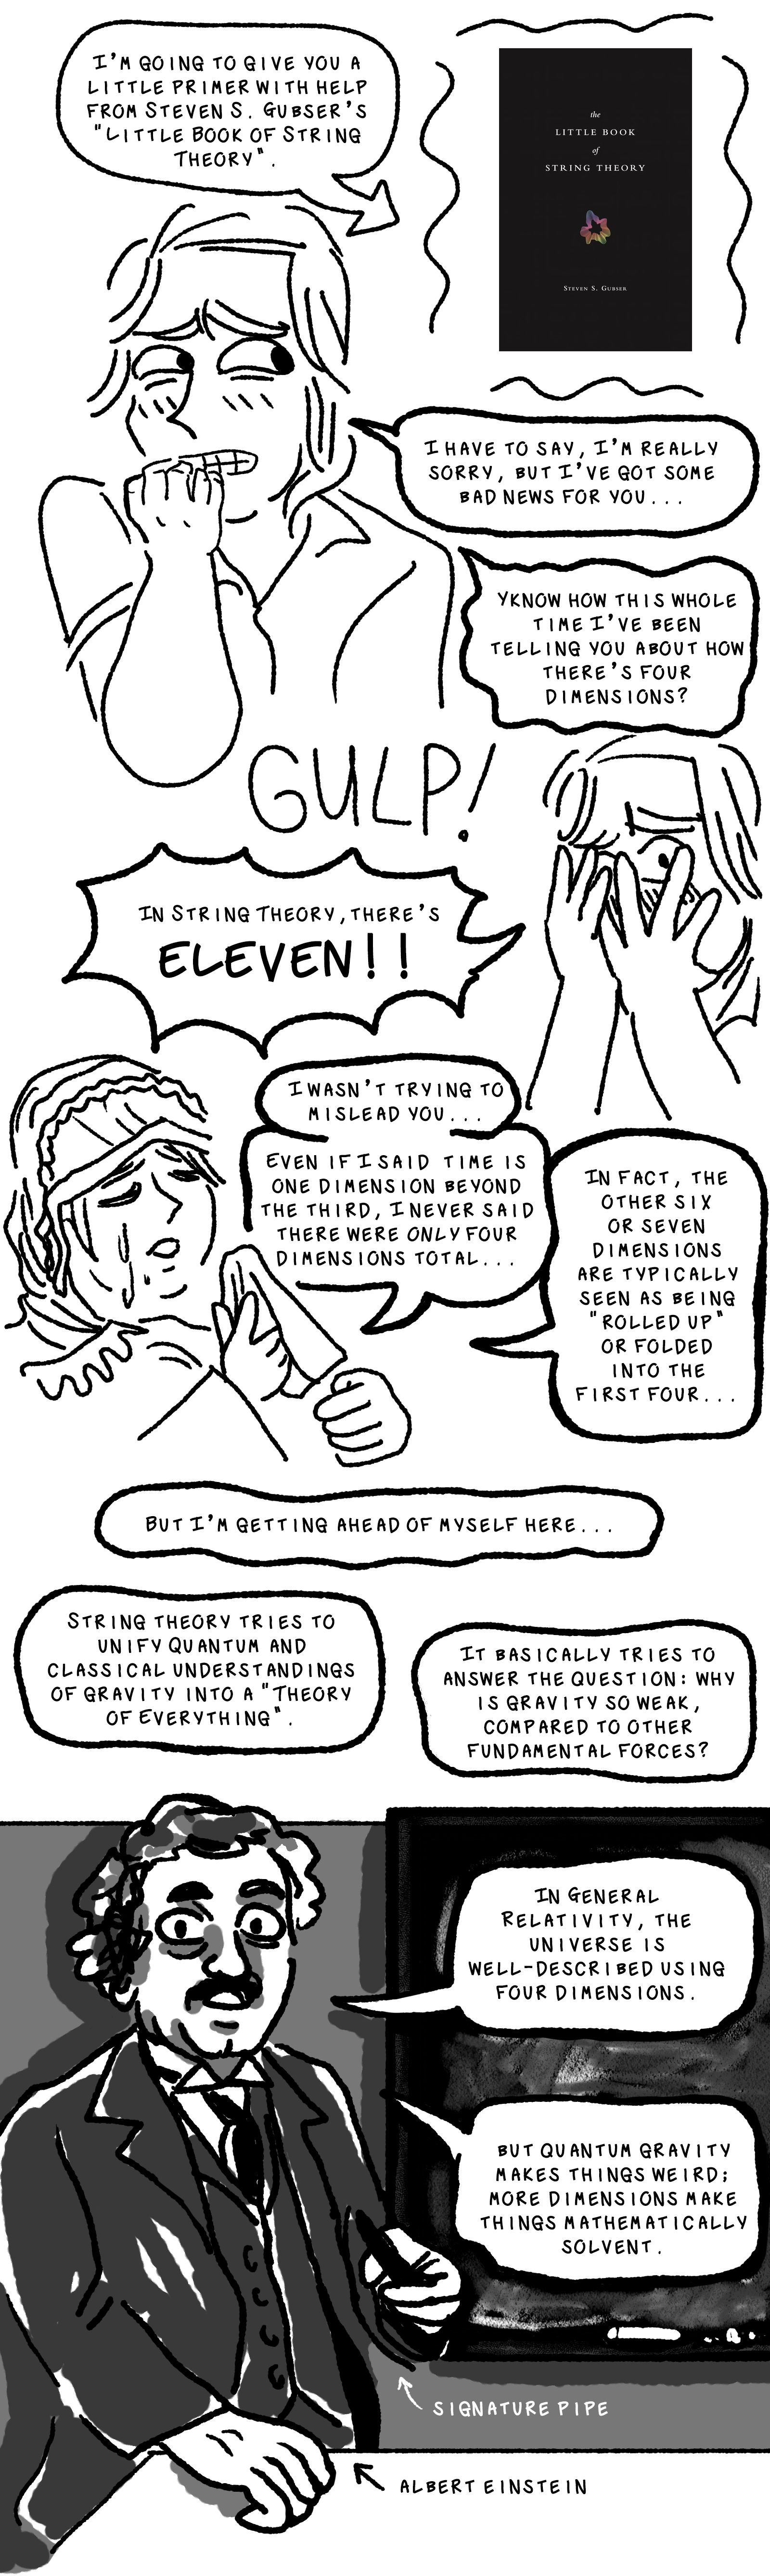 I'M GOING TO GIVE YOU A
LITTLE PRIMER WITH HELP
FROM STEVEN S. GUBSER'S
"LITTLE BOOK OF STRING
THEORY".
the
LITTLE BOOK
of
STRING THEORY
STEVEN S. GUBSER
I HAVE TO SAY, I'M REALLY
SORRY, BUT I'VE GOT SOME
BAD NEWS FOR YOU...
YKNOW HOW THIS WHOLE
TIME I'VE BEEN
TELLING YOU ABOUT HOW
THERE'S FOUR
DIMENSIONS?
GULP!
IN STRING THEORY, THERE'S
ELEVEN!!
I WASN'T TRYING TO
MISLEAD YOU...
EVEN IF I SAID TIME IS
ONE DIMENSION BEYOND
THE THIRD, I NEVER SAID
THERE WERE ONLY FOUR
DIMENSIONS TOTAL...
IN FACT, THE
OTHER SIX
OR SEVEN
DIMENSIONS
ARE TYPICALLY
SEEN AS BEING
"ROLLED UP"
OR FOLDED
INTO THE
FIRST FOUR...
BUT I'M GETTING AHEAD OF MYSELF HERE...
STRING THEORY TRIES TO
UNIFY QUANTUM AND
CLASSICAL UNDERSTANDINGS
OF GRAVITY INTO A "THEORY
OF EVERYTHING".
IT BASICALLY TRIES TO
ANSWER THE QUESTION: WHY
IS GRAVITY SO WEAK,
COMPARED TO OTHER
FUNDAMENTAL FORCES?
IN GENERAL
RELATIVITY, THE
UNIVERSE IS
WELL-DESCRIBED USING
FOUR DIMENSIONS.
BUT QUANTUM GRAVITY
MAKES THINGS WEIRD;
MORE DIMENSIONS MAKE
THINGS MATHEMATICALLY
SOLVENT.
SIGNATURE PIPE
ALBERT EINSTEIN